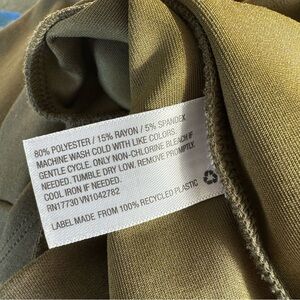 80% POLYESTER / 15% RAYON / 5% SPANDEX
MACHINE WASH COLD WITH LIKE COLORS.
GENTLE CYCLE. ONLY NON-CHLORINE BLEACH IF
NEEDED. TUMBLE DRY LOW. REMOVE PROMPTLY.
COOL IRON IF NEEDED.
RN17730 VN1042782
LABEL MADE FROM 100% RECYCLED PLASTIC